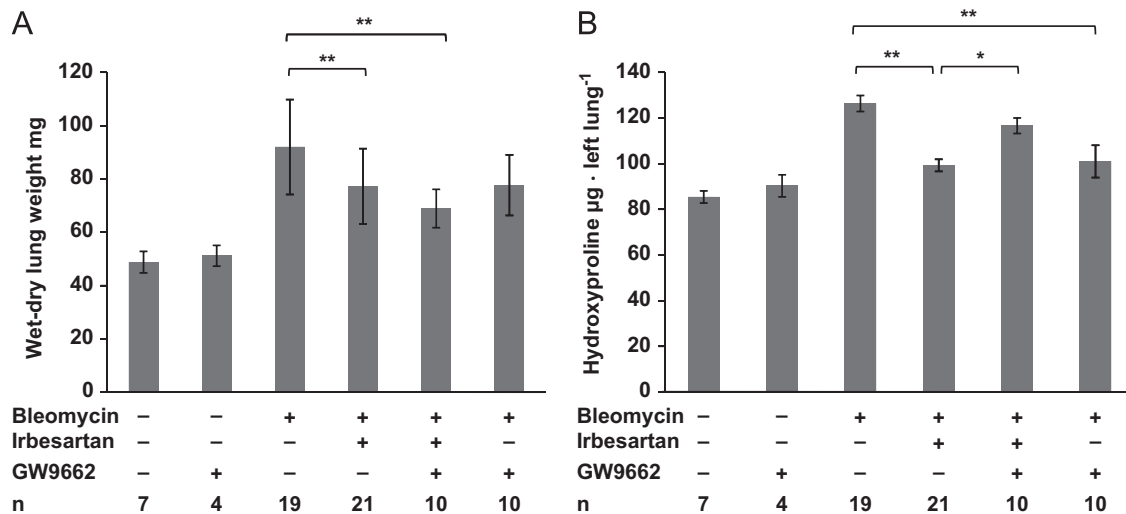 A
**
**
Wet-dry lung weight mg
120
100
80
60
40
20
0
Bleomycin – – + + + +
Irbesartan – – – + + –
GW9662 – + – – + +
n 7 4 19 21 10 10
B
**
** *
Hydroxyproline µg · left lung⁻¹
140
120
100
80
60
40
20
0
Bleomycin – – + + + +
Irbesartan – – – + + –
GW9662 – + – – + +
n 7 4 19 21 10 10